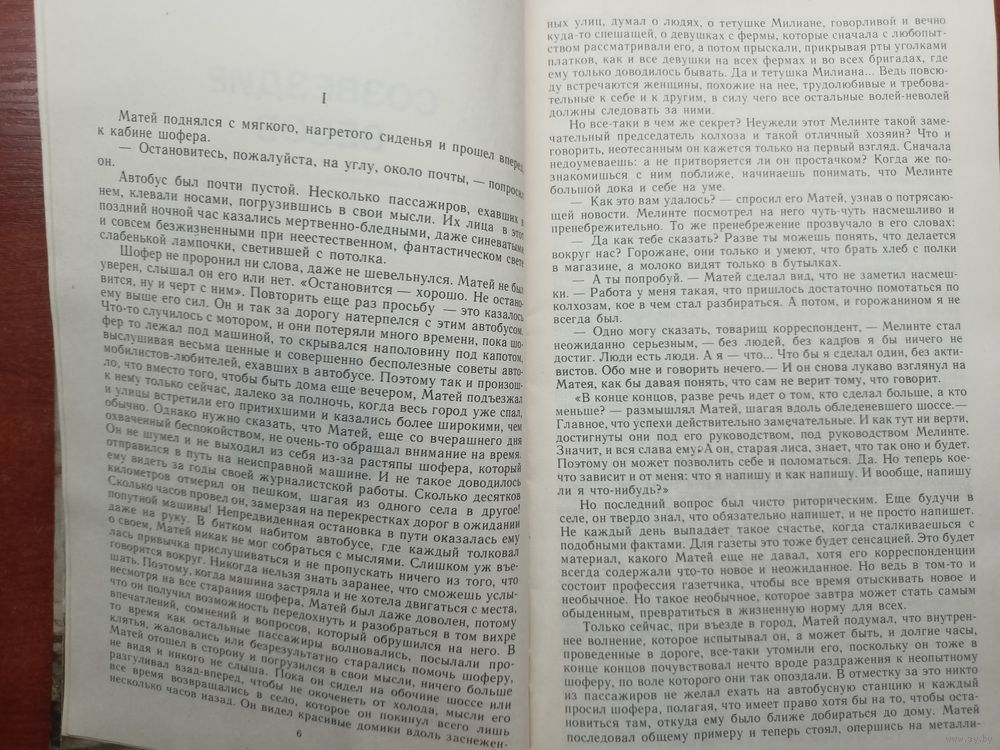 I
Матей поднялся с мягкого, нагретого сиденья и прошел вперед,
к кабине шофера.
— Остановитесь, пожалуйста, на углу, около почты, — попросил
он.
Автобус был почти пустой. Несколько пассажиров, ехавших в
нем, клевали носами, погрузившись в свои мысли. Их лица в этот
поздний ночной час казались мертвенно-бледными, даже синеватыми
и совсем безжизненными при неестественном, фантастическом свете
слабенькой лампочки, светившей с потолка.
Шофер не проронил ни слова, даже не шевельнулся. Матей не был
уверен, слышал он его или нет. «Остановится — хорошо. Не остано-
вится, ну и черт с ним». Повторить еще раз просьбу — это казалось
ему выше его сил. Он и так за дорогу натерпелся с этим автобусом.
Что-то случилось с мотором, и они потеряли много времени, пока шо-
фер то лежал под машиной, то скрывался наполовину под капотом,
выслушивая весьма ценные и совершенно бесполезные советы авто-
мобилистов-любителей, ехавших в автобусе. Поэтому так и произош-
ло, что вместо того, чтобы быть дома еще вечером, Матей подъезжал
к нему только сейчас, далеко за полночь, когда весь город уже спал,
и улицы встретили его притихшими и казались более широкими, чем
обычно. Однако нужно сказать, что Матей, еще со вчерашнего дня
охваченный беспокойством, не очень-то обращал внимание на время.
Он не шумел и не выходил из себя из-за растяпы шофера, который
отправился в путь на неисправной машине. И не такое доводилось
ему видеть за годы своей журналистской работы. Сколько десятков
километров отмерил он пешком, шагая из одного села в другое!
Сколько часов провел он, замерзая на перекрестках дорог в ожидании
попутной машины! Непредвиденная остановка в пути оказалась ему
даже на руку. В битком набитом автобусе, где каждый толковал
о своем, Матей никак не мог собраться с мыслями. Слишком уж въе-
лась привычка прислушиваться и не пропускать ничего из того, что
говорится вокруг. Никогда нельзя знать заранее, что сможешь услы-
шать. Поэтому, когда машина застряла и не хотела двигаться с места,
несмотря на все старания шофера, Матей был даже доволен, потому
что он получил возможность передохнуть и разобраться в том вихре
впечатлений, сомнений и вопросов, который обрушился на него. В
то время как остальные пассажиры волновались, посылали про-
клятья, жаловались или безрезультатно старались помочь шоферу,
Матей отошел в сторону и погрузился в свои мысли, ничего больше
не видя и никого не слыша. Пока он сидел на обочине шоссе или
разгуливал взад-вперед, чтобы не окоченеть от холода, мысли его
все время возвращались в село, которое он покинул всего лишь
несколько часов назад. Он видел красивые домики вдоль заснежен-
6
ных улиц, думал о людях, о тетушке Милиане, говорливой и вечно
куда-то спешащей, о девушках с фермы, которые сначала с любопыт-
ством рассматривали его, а потом прыскали, прикрывая рты уголками
платков, как и все девушки на всех фермах и во всех бригадах, где
ему только доводилось бывать. Да и тетушка Милиана... Ведь повсю-
ду встречаются женщины, похожие на нее, трудолюбивые и требова-
тельные к себе и к другим, в силу чего все остальные волей-неволей
должны следовать за ними.
Но все-таки в чем же секрет? Неужели этот Мелинте такой заме-
чательный председатель колхоза и такой отличный хозяин? Что и
говорить, неотесанным он кажется только на первый взгляд. Сначала
недоумеваешь: а не притворяется ли он простачком? Когда же по-
знакомишься с ним поближе, начинаешь понимать, что Мелинте
большой дока и себе на уме.
— Как это вам удалось? — спросил его Матей, узнав о потрясаю-
щей новости. Мелинте посмотрел на него чуть-чуть насмешливо и
пренебрежительно. То же пренебрежение прозвучало в его словах:
— Да как тебе сказать? Разве ты можешь понять, что делается
вокруг нас? Горожане, они только и умеют, что брать хлеб с полки
в магазине, а молоко видят только в бутылках.
— А ты попробуй. — Матей сделал вид, что не заметил насмеш-
ки. — Работа у меня такая, что пришлось достаточно помотаться по
колхозам, кое в чем стал разбираться. А потом, и горожанином я не
всегда был.
— Одно могу сказать, товарищ корреспондент, — Мелинте стал
неожиданно серьезным, — без людей, без кадров я бы ничего не
достиг. Люди есть люди. А я — что... Что бы я сделал один, без акти-
вистов. Обо мне и говорить нечего.— И он снова лукаво взглянул на
Матея, как бы давая понять, что сам не верит тому, что говорит.
«В конце концов, разве речь идет о том, кто сделал больше, а кто
меньше? — размышлял Матей, шагая вдоль обледеневшего шоссе.—
Главное, что успехи действительно замечательные. И как тут ни верти,
достигнуты они под его руководством, под руководством Мелинте.
Значит, и вся слава ему. А он, старая лиса, знает, что так оно и будет.
Поэтому он может позволить себе и поломаться. Да. Но теперь кое-
что зависит и от меня: что я напишу и как напишу. И вообще, напишу
ли я что-нибудь?»
Но последний вопрос был чисто риторическим. Еще будучи в
селе, он твердо знал, что обязательно напишет, и не просто напишет.
Не каждый день выпадает такое счастье, когда сталкиваешься с
подобными фактами. Для газеты это тоже будет сенсацией. Это будет
материал, какого Матей еще не давал, хотя его корреспонденции
всегда содержали что-то новое и неожиданное. Но ведь в том-то и
состоит профессия газетчика, чтобы все время отыскивать новое и
необычное. Но такое необычное, которое завтра может стать самым
обыденным, превратиться в жизненную норму для всех.
Только сейчас, при въезде в город, Матей подумал, что внутрен-
нее волнение, которое испытывал он, а может быть, и долгие часы,
проведенные в дороге, все-таки утомили его, поскольку он тоже в
конце концов почувствовал нечто вроде раздражения к неопытному
шоферу, по воле которого они так опоздали. В отместку за это никто
из пассажиров не желал ехать на автобусную станцию и каждый
просил шофера, полагая, что имеет право хотя бы на то, чтобы оста-
новиться там, откуда ему было ближе добираться до дому. Матей
последовал общему примеру и теперь стоял, опершись на металли-
www.ay.by